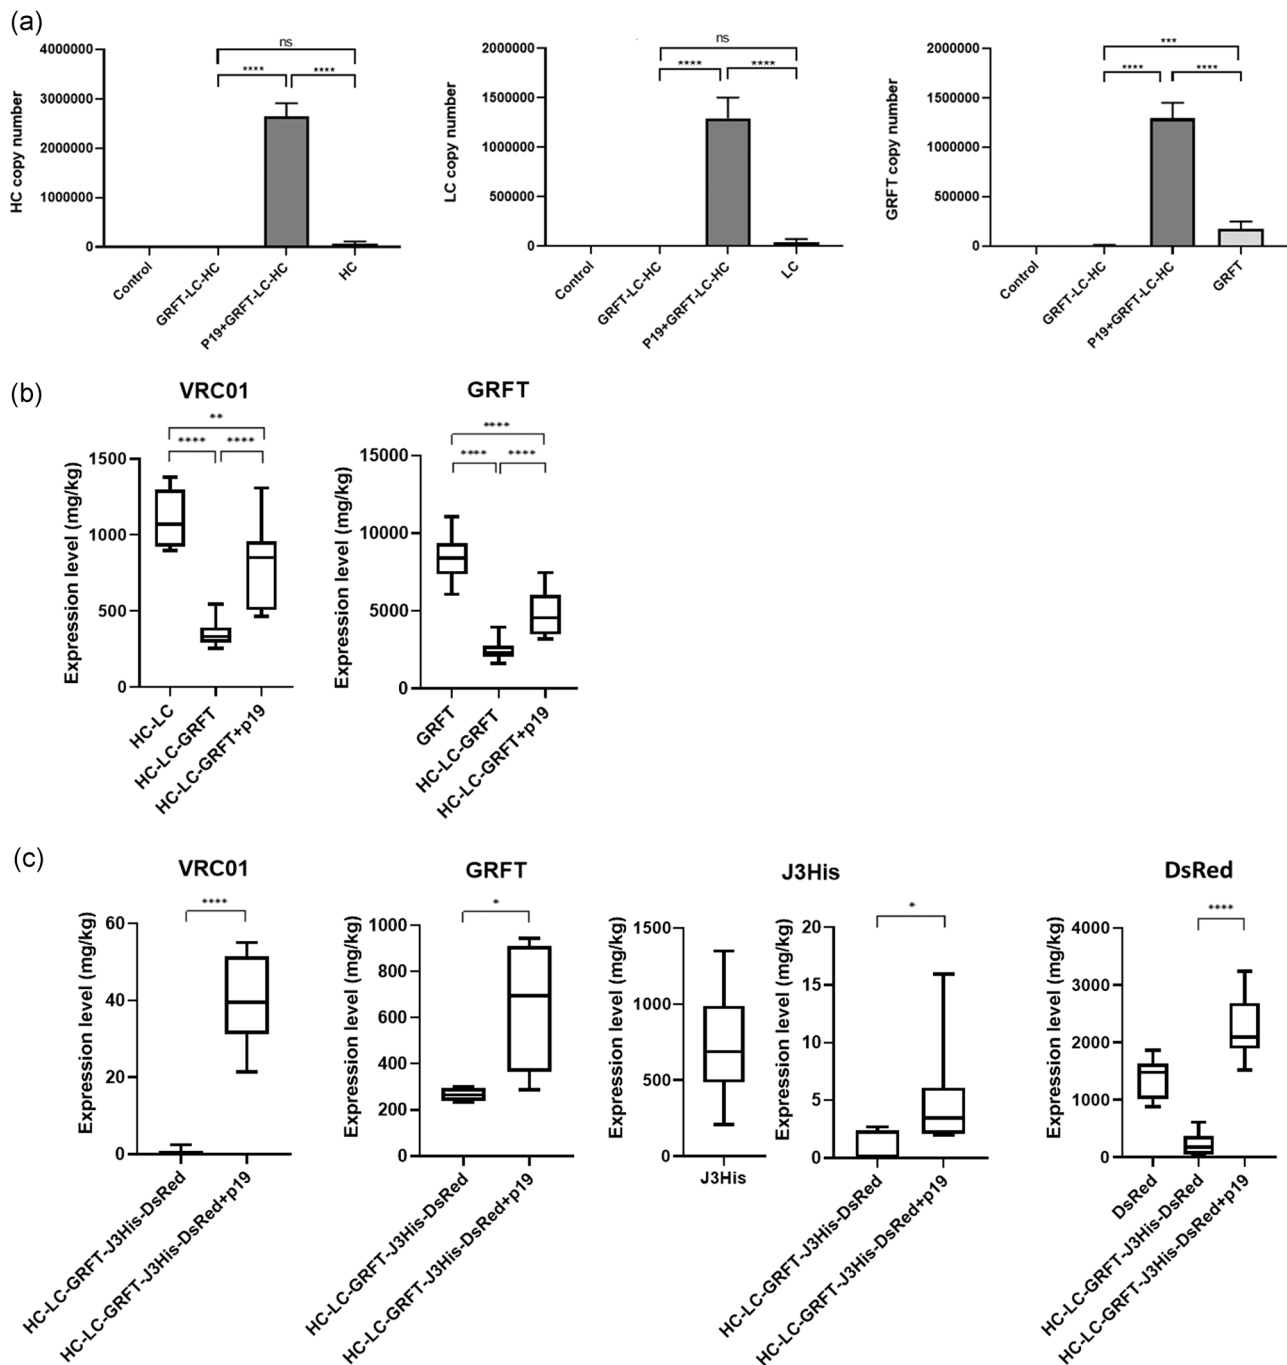 (a)
HC copy number
4000000
3000000
2000000
1000000
0
ns
**** ****
Control
GRFT-LC-HC
P19+GRFT-LC-HC
HC
LC copy number
2000000
1500000
1000000
500000
0
ns
**** ****
Control
GRFT-LC-HC
P19+GRFT-LC-HC
LC
GRFT copy number
2000000
1500000
1000000
500000
0
***
**** ****
Control
GRFT-LC-HC
P19+GRFT-LC-HC
GRFT
(b)
VRC01
**
**** ****
Expression level (mg/kg)
1500
1000
500
0
HC-LC
HC-LC-GRFT
HC-LC-GRFT+p19
GRFT
****
**** ****
Expression level (mg/kg)
15000
10000
5000
0
GRFT
HC-LC-GRFT
HC-LC-GRFT+p19
(c)
VRC01
****
Expression level (mg/kg)
60
40
20
0
HC-LC-GRFT-J3His-DsRed
HC-LC-GRFT-J3His-DsRed+p19
GRFT
*
Expression level (mg/kg)
1000
800
600
400
200
0
HC-LC-GRFT-J3His-DsRed
HC-LC-GRFT-J3His-DsRed+p19
J3His
Expression level (mg/kg)
1500
1000
500
0
J3His
*
Expression level (mg/kg)
20
15
10
5
0
HC-LC-GRFT-J3His-DsRed
HC-LC-GRFT-J3His-DsRed+p19
DsRed
****
Expression level (mg/kg)
4000
3000
2000
1000
0
DsRed
HC-LC-GRFT-J3His-DsRed
HC-LC-GRFT-J3His-DsRed+p19